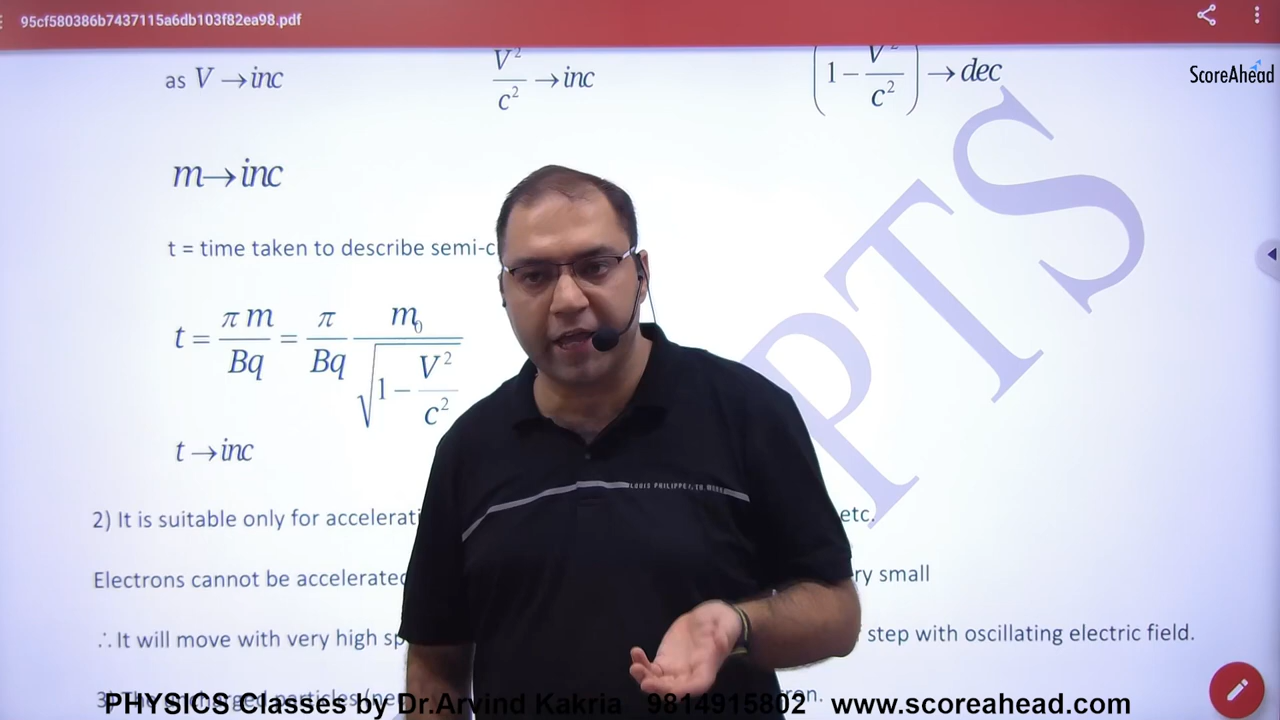 95cf580386b7437115a6db103f82ea98.pdf
ScoreAhead
as V → inc
V²/c² → inc
(1 − V²/c²) → dec
m → inc
t = time taken to describe semi-c
t = πm/Bq = π/Bq m₀/√(1 − V²/c²)
t → inc
PTS
LOUIS PHILIPPE
2) It is suitable only for accelerati etc.
Electrons cannot be accelerated ry small
∴ It will move with very high sp step with oscillating electric field.
PHYSICS Classes by Dr.Arvind Kakria 9814915802 www.scoreahead.com